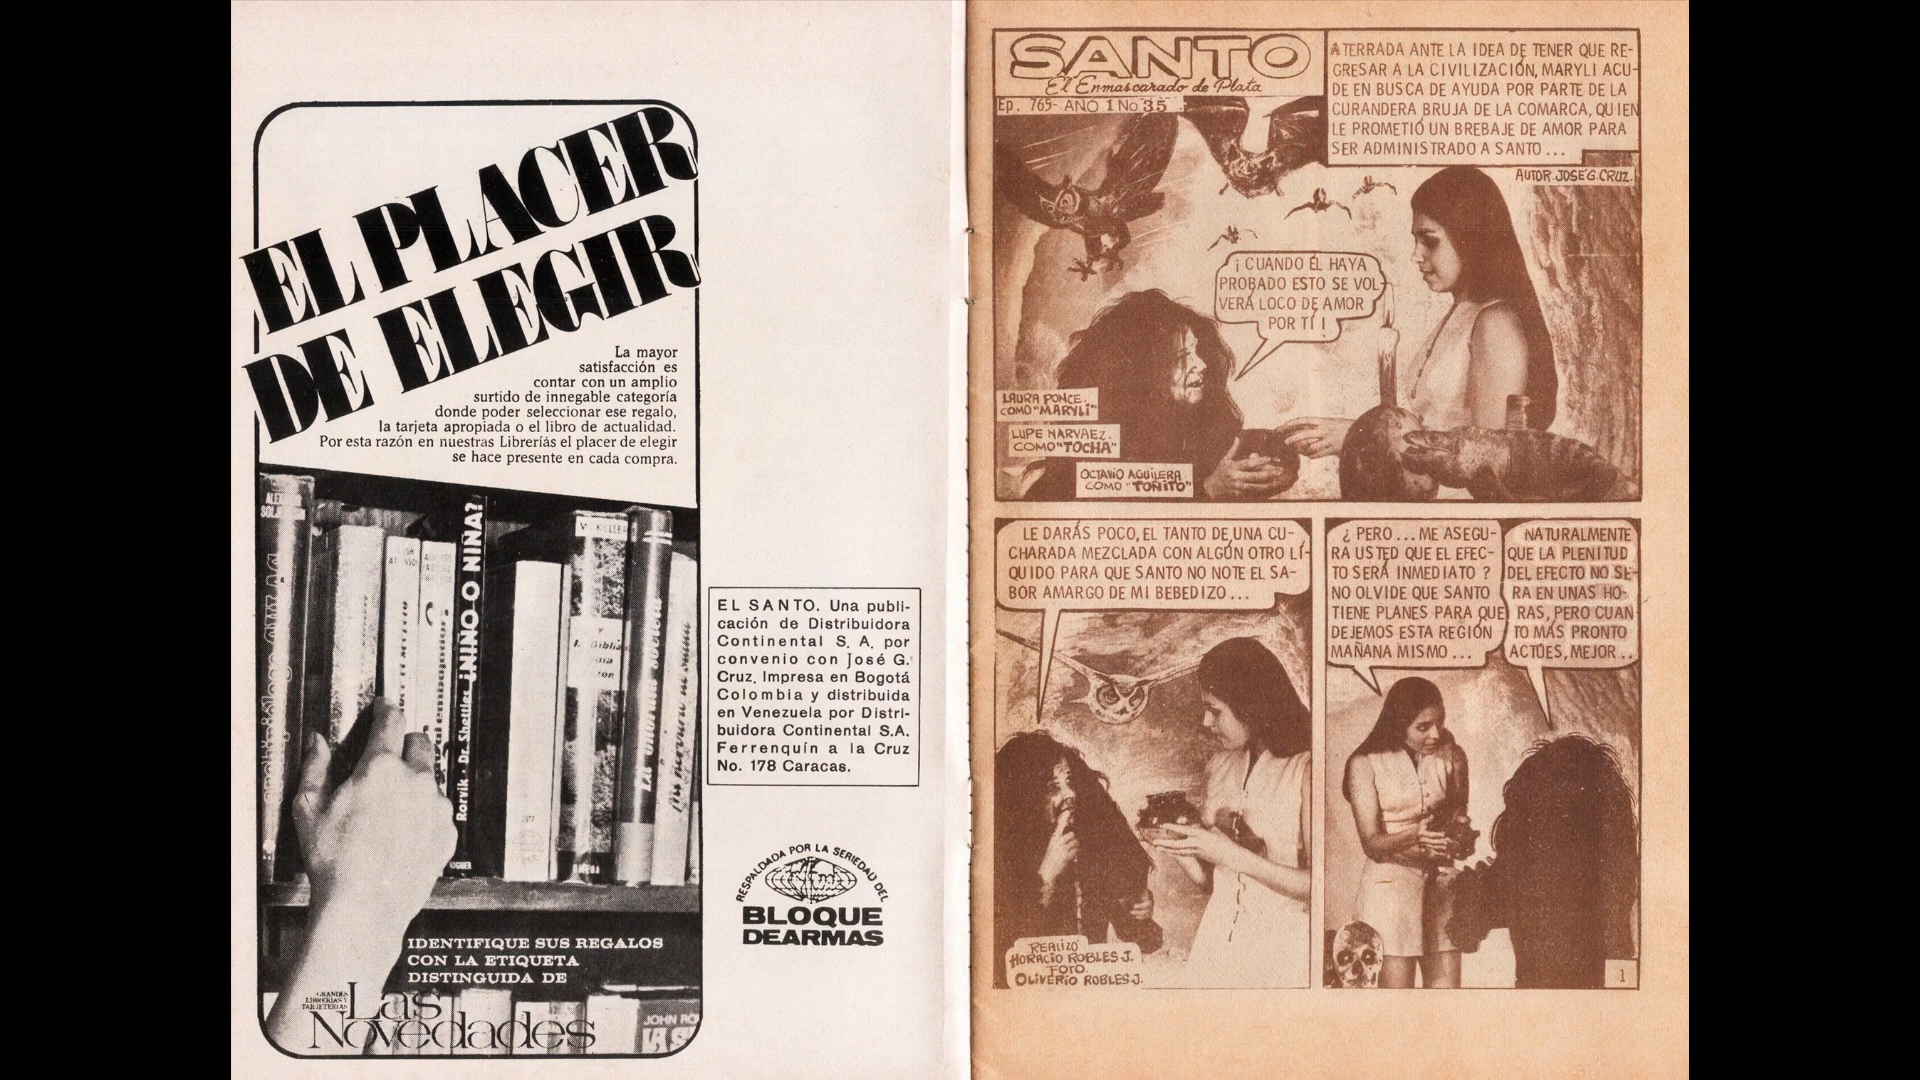 EL PLACER
DE ELEGIR
La mayor
satisfacción es
contar con un amplio
surtido de innegable categoría
donde poder seleccionar ese regalo,
la tarjeta apropiada o el libro de actualidad.
Por esta razón en nuestras Librerías el placer de elegir
se hace presente en cada compra.
¿NIÑO O NINA?
Rorvik - Dr. Shettles
IDENTIFIQUE SUS REGALOS
CON LA ETIQUETA
DISTINGUIDA DE
GRANDES
LIBRERIAS Y
TARJETERIAS
Las
Novedades
JOHN
EL SANTO. Una publi-
cación de Distribuidora
Continental S. A. por
convenio con José G.
Cruz. Impresa en Bogotá
Colombia y distribuida
en Venezuela por Distri-
buidora Continental S.A.
Ferrenquín a la Cruz
No. 178 Caracas.
RESPALDADA POR LA SERIEDAD DEL
BLOQUE
DEARMAS
SANTO
El Enmascarado de Plata
Ep. 765- AÑO 1 No 35
ATERRADA ANTE LA IDEA DE TENER QUE RE-
GRESAR A LA CIVILIZACIÓN, MARYLI ACU-
DE EN BUSCA DE AYUDA POR PARTE DE LA
CURANDERA BRUJA DE LA COMARCA, QUIEN
LE PROMETIÓ UN BREBAJE DE AMOR PARA
SER ADMINISTRADO A SANTO...
AUTOR. JOSÉ G. CRUZ.
¡CUANDO ÉL HAYA
PROBADO ESTO SE VOL-
VERÁ LOCO DE AMOR
POR TÍ!
LAURA PONCE.
COMO "MARYLI"
LUPE NARVAEZ.
COMO "TOCHA"
OCTAVIO AGUILERA
COMO "TOÑITO"
LE DARÁS POCO, EL TANTO DE UNA CU-
CHARADA MEZCLADA CON ALGÚN OTRO LÍ-
QUIDO PARA QUE SANTO NO NOTE EL SA-
BOR AMARGO DE MI BEBEDIZO...
REALIZÓ
HORACIO ROBLES J.
FOTO
OLIVERIO ROBLES J.
¿PERO...ME ASEGU-
RA USTED QUE EL EFEC-
TO SERÁ INMEDIATO?
NO OLVIDE QUE SANTO
TIENE PLANES PARA QUE
DEJEMOS ESTA REGIÓN
MAÑANA MISMO...
NATURALMENTE
QUE LA PLENITUD
DEL EFECTO NO SE-
RA EN UNAS HO-
RAS, PERO CUAN
TO MÁS PRONTO
ACTÚES, MEJOR...
1